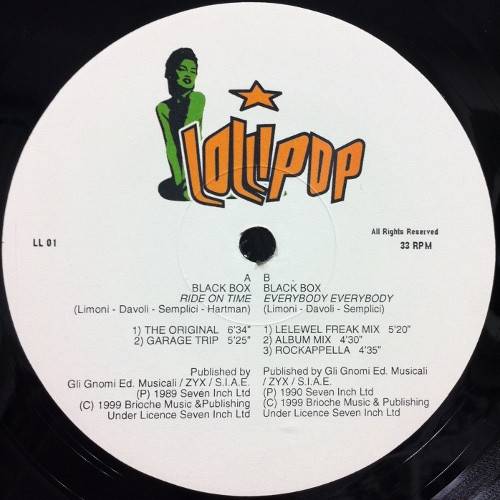 LOLLIPOP
LL 01
All Rights Reserved
33 RPM
A
BLACK BOX
RIDE ON TIME
(Limoni - Davoli - Semplici - Hartman)
1) THE ORIGINAL 6'34"
2) GARAGE TRIP 5'25"
Published by
Gli Gnomi Ed. Musicali / ZYX / S.I.A.E.
(P) 1989 Seven Inch Ltd
(C) 1999 Brioche Music &Publishing
Under Licence Seven Inch Ltd
B
BLACK BOX
EVERYBODY EVERYBODY
(Limoni - Davoli - Semplici)
1) LELEWEL FREAK MIX 5'20"
2) ALBUM MIX 4'30"
3) ROCKAPPELLA 4'35"
Published by Gli Gnomi Ed. Musicali
/ ZYX / S.I.A.E.
(P) 1990 Seven Inch Ltd
(C) 1999 Brioche Music &Publishing
Under Licence Seven Inch Ltd